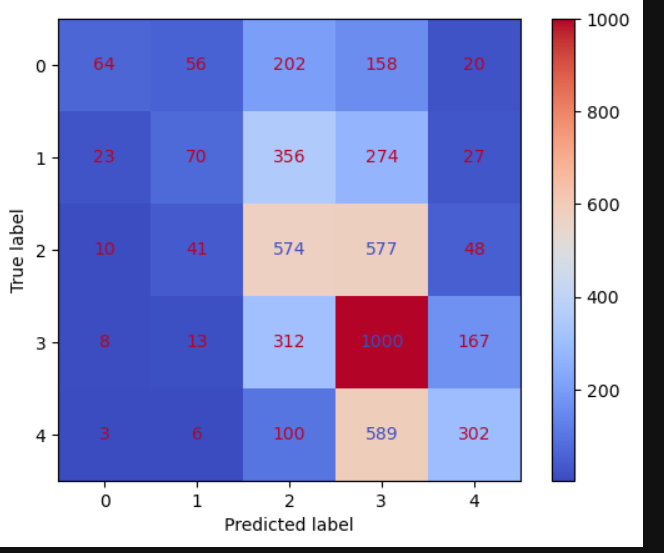 0 64 56 202 158 20
1 23 70 356 274 27
2 10 41 574 577 48
3 8 13 312 1000 167
4 3 6 100 589 302
0 1 2 3 4
Predicted label
True label
1000
800
600
400
200